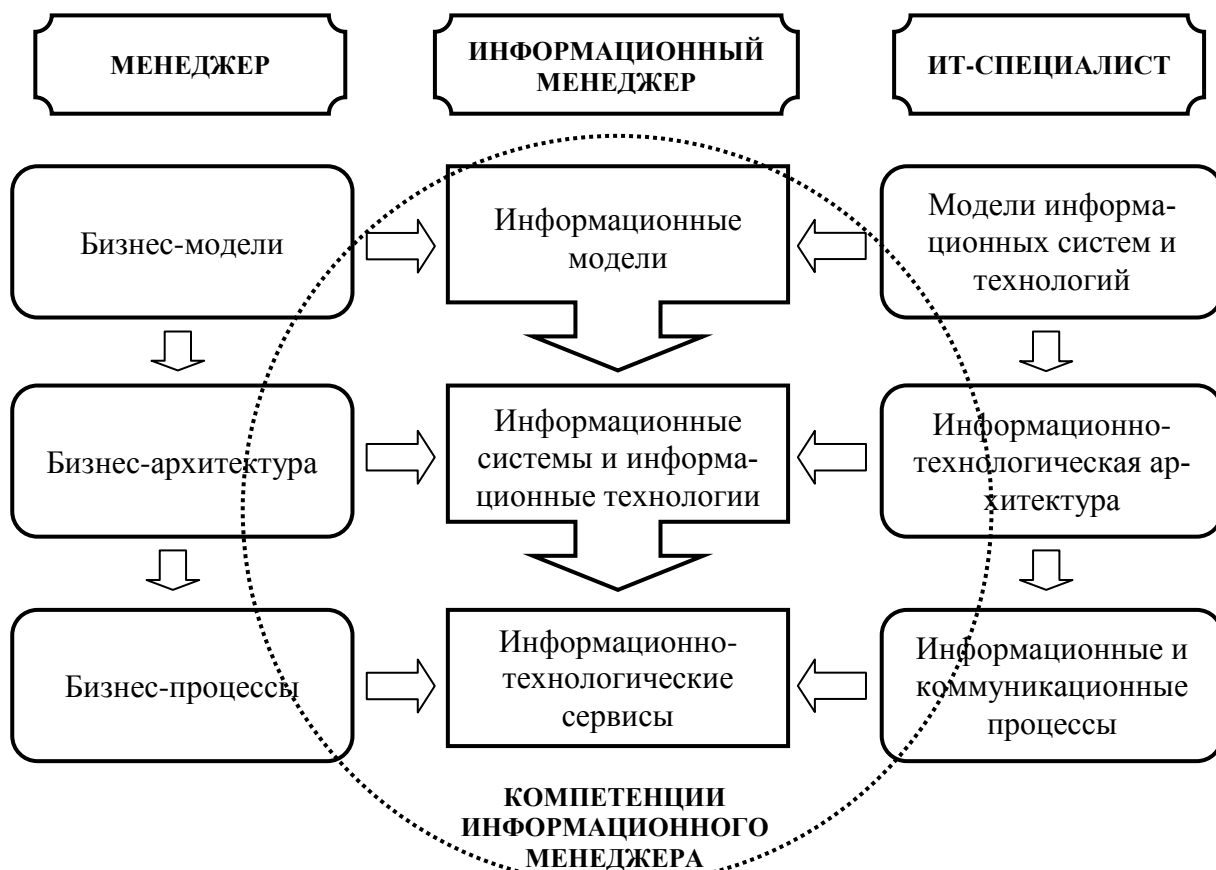 МЕНЕДЖЕР
ИНФОРМАЦИОННЫЙ
МЕНЕДЖЕР
ИТ-СПЕЦИАЛИСТ
Бизнес-модели
Информационные
модели
Модели информа-
ционных систем и
технологий
Бизнес-архитектура
Информационные
системы и информа-
ционные технологии
Информационно-
технологическая ар-
хитектура
Бизнес-процессы
Информационно-
технологические
сервисы
Информационные и
коммуникационные
процессы
КОМПЕТЕНЦИИ
ИНФОРМАЦИОННОГО
МЕНЕДЖЕРА